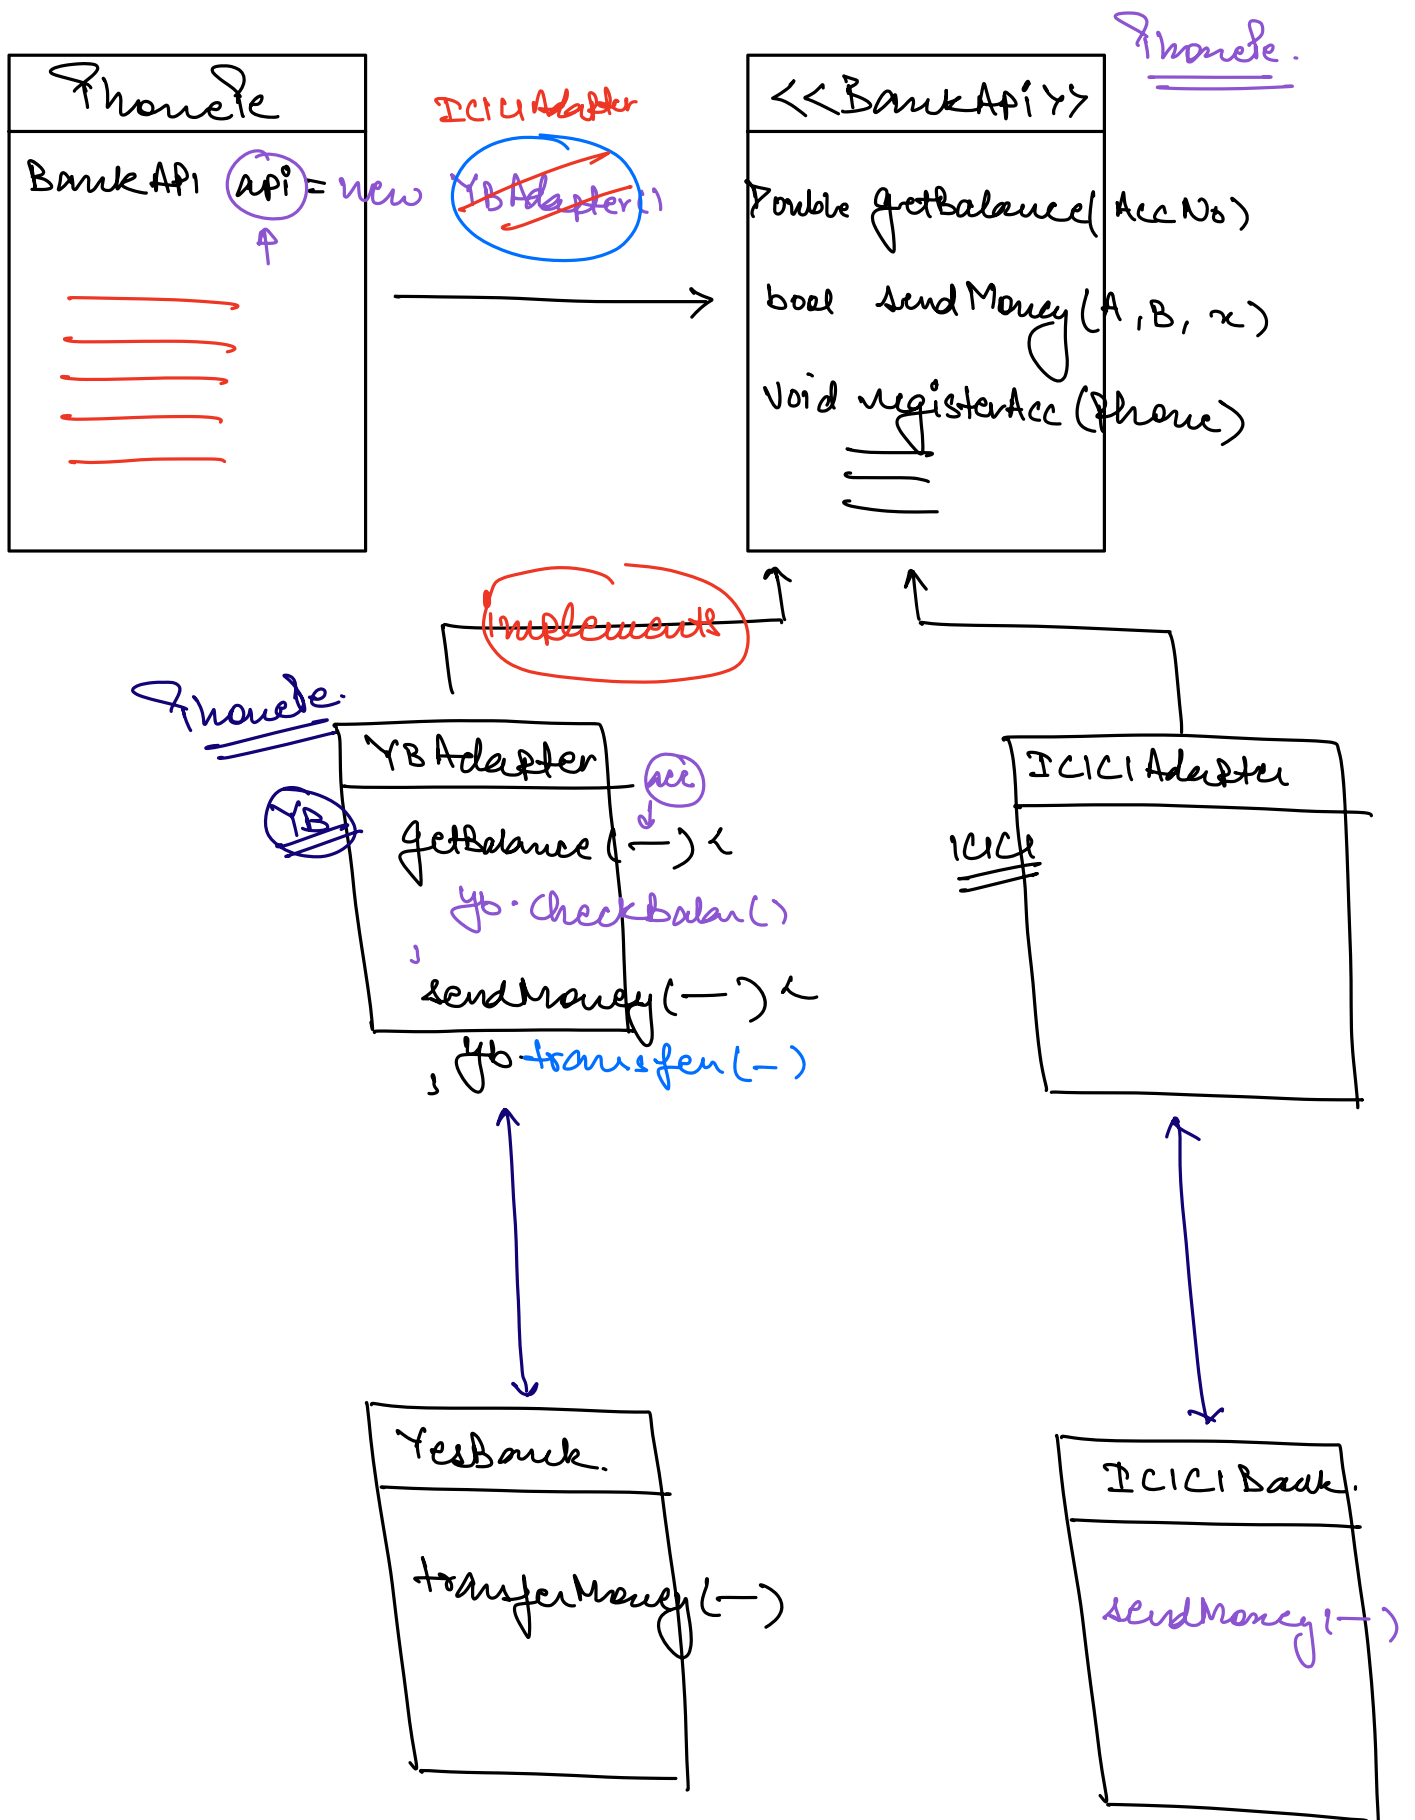 PhonePe.
PhonePe
BankAPI api = new YBAdapter()
ICICIAdapter
<<BankApi>>
Double getBalance(AccNo)
bool sendMoney(A, B, x)
void registerAcc(Phone)
implements
PhonePe.
YBAdapter
acc
YB
getBalance(—) {
yb.checkBalan()
}
sendMoney(—) {
} yb.transfer(—)
ICICIAdapter
ICICI
YesBank.
transferMoney(—)
ICICIBank.
sendMoney(—)